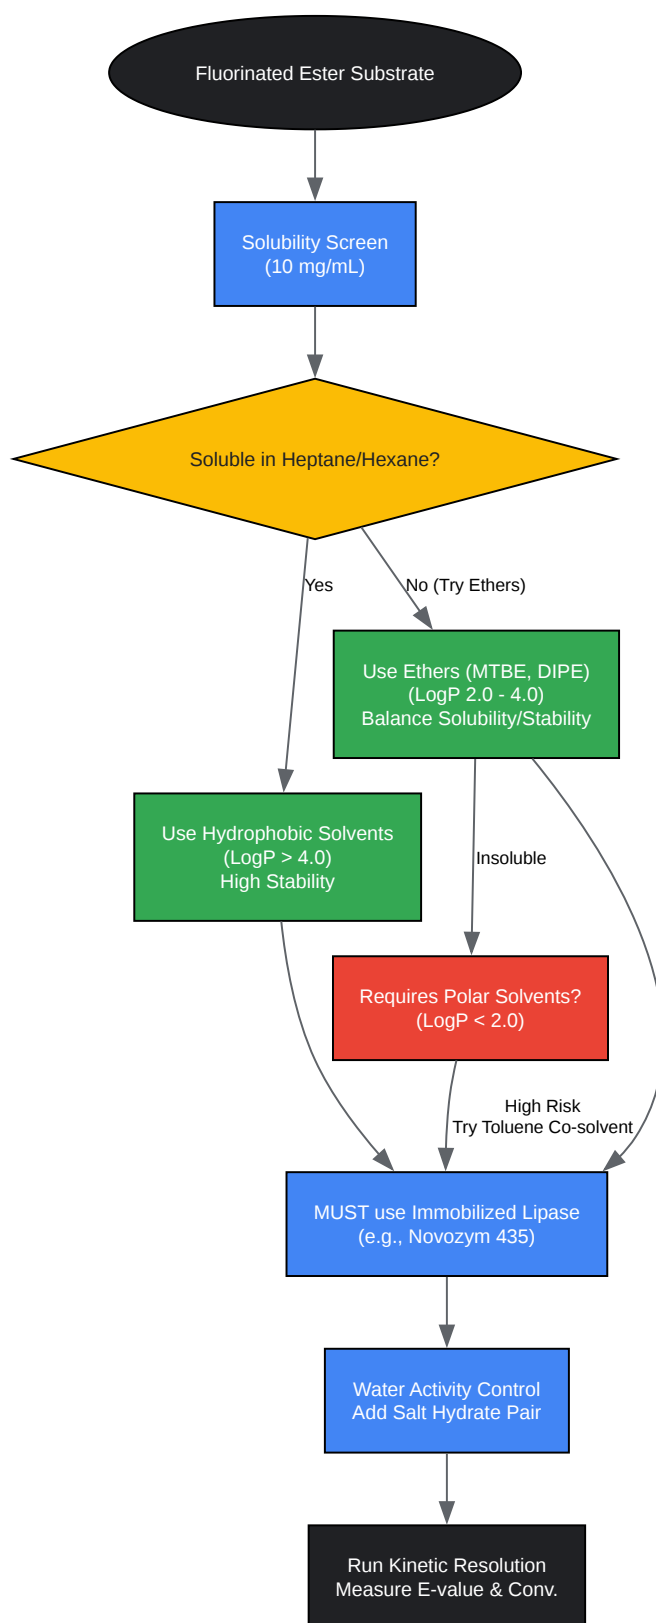 Fluorinated Ester Substrate
Solubility Screen
(10 mg/mL)
Soluble in Heptane/Hexane?
Yes
No (Try Ethers)
Use Ethers (MTBE, DIPE)
(LogP 2.0 - 4.0)
Balance Solubility/Stability
Use Hydrophobic Solvents
(LogP > 4.0)
High Stability
Insoluble
Requires Polar Solvents?
(LogP < 2.0)
High Risk
Try Toluene Co-solvent
MUST use Immobilized Lipase
(e.g., Novozym 435)
Water Activity Control
Add Salt Hydrate Pair
Run Kinetic Resolution
Measure E-value & Conv.